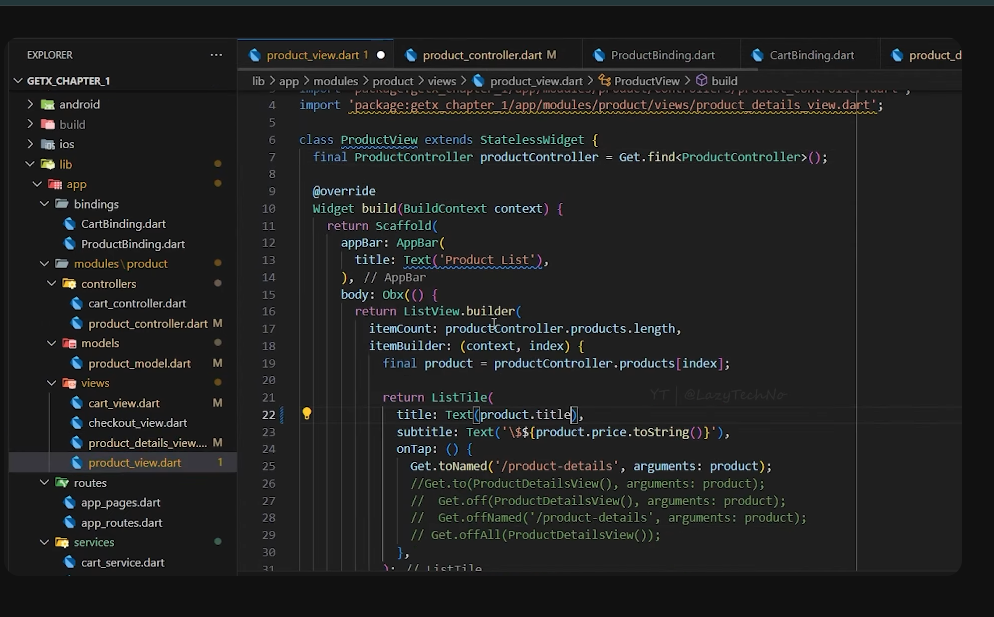 EXPLORER ...
GETX_CHAPTER_1
android
build
ios
lib
app
bindings
CartBinding.dart
ProductBinding.dart
modules\product
controllers
cart_controller.dart
product_controller.dart M
models
product_model.dart M
views
cart_view.dart M
checkout_view.dart
product_details_view.... M
product_view.dart 1
routes
app_pages.dart
app_routes.dart
services
cart_service.dart
product_view.dart 1
product_controller.dart M
ProductBinding.dart
CartBinding.dart
product_d
lib > app > modules > product > views > product_view.dart > ProductView > build
4 import 'package:getx_chapter_1/app/modules/product/views/product_details_view.dart';
5
6 class ProductView extends StatelessWidget {
7 final ProductController productController = Get.find<ProductController>();
8
9 @override
10 Widget build(BuildContext context) {
11 return Scaffold(
12 appBar: AppBar(
13 title: Text('Product List'),
14 ), // AppBar
15 body: Obx(() {
16 return ListView.builder(
17 itemCount: productController.products.length,
18 itemBuilder: (context, index) {
19 final product = productController.products[index];
20
21 return ListTile(
22 title: Text(product.title),
23 subtitle: Text('\$${product.price.toString()}'),
24 onTap: () {
25 Get.toNamed('/product-details', arguments: product);
26 //Get.to(ProductDetailsView(), arguments: product);
27 // Get.off(ProductDetailsView(), arguments: product);
28 // Get.offNamed('/product-details', arguments: product);
29 // Get.offAll(ProductDetailsView());
30 },
31 ); // ListTile
YT | @LazyTechNo